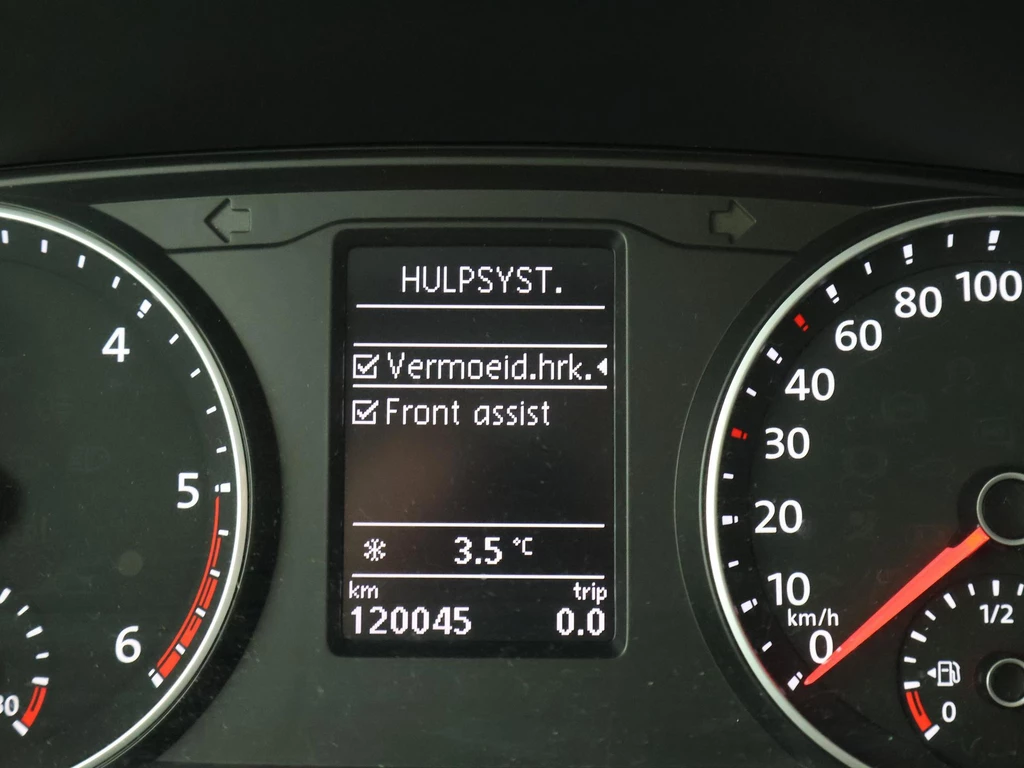 HULPSYST.
Vermoeid.hrk.
Front assist
3.5 °C
km trip
120045 0.0
4
5
6
100
80
60
40
30
20
10
km/h
0
1/2
0